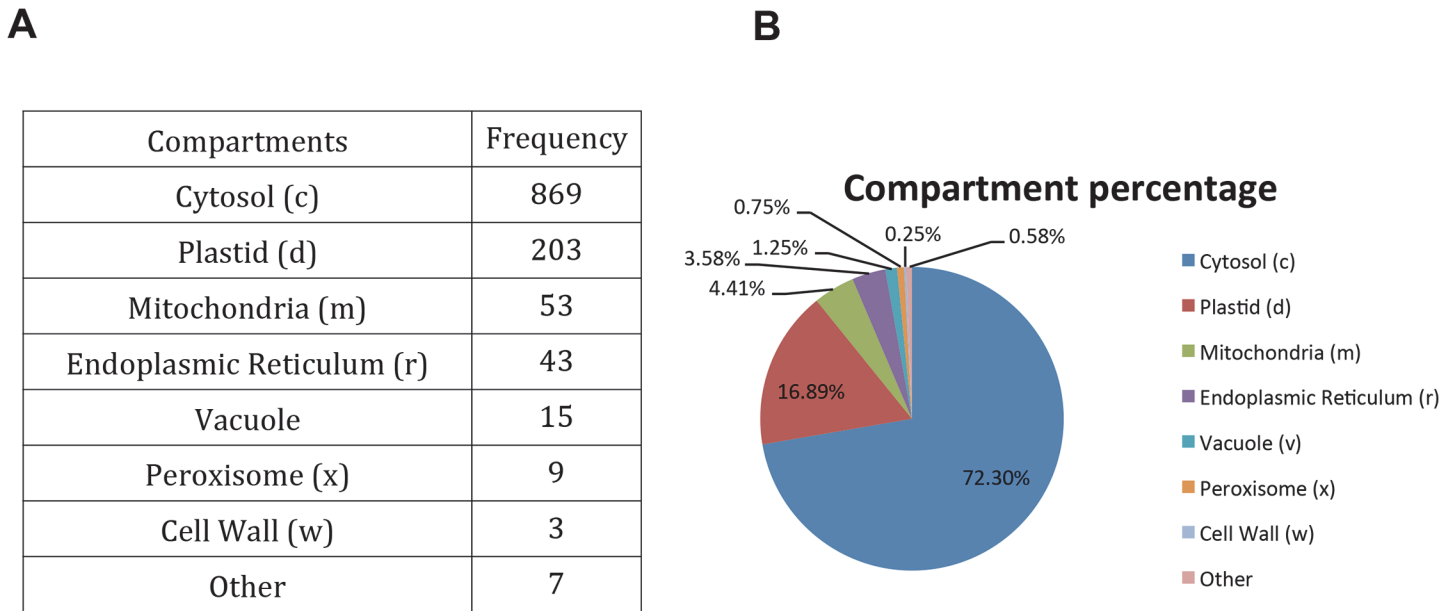 A
Compartments Frequency
Cytosol (c) 869
Plastid (d) 203
Mitochondria (m) 53
Endoplasmic Reticulum (r) 43
Vacuole 15
Peroxisome (x) 9
Cell Wall (w) 3
Other 7
B
Compartment percentage
0.75%
0.25%
0.58%
1.25%
3.58%
4.41%
16.89%
72.30%
Cytosol (c)
Plastid (d)
Mitochondria (m)
Endoplasmic Reticulum (r)
Vacuole (v)
Peroxisome (x)
Cell Wall (w)
Other